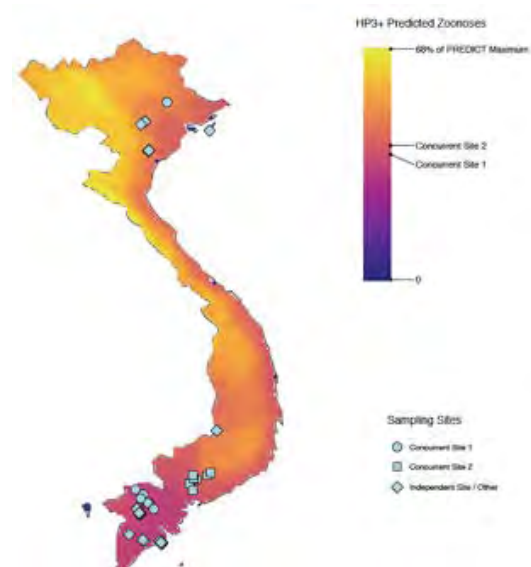 HP3+ Predicted Zoonoses
68% of PREDICT Maximum
Concurrent Site 2
Concurrent Site 1
0
Sampling Sites
Concurrent Site 1
Concurrent Site 2
Independent Site / Other